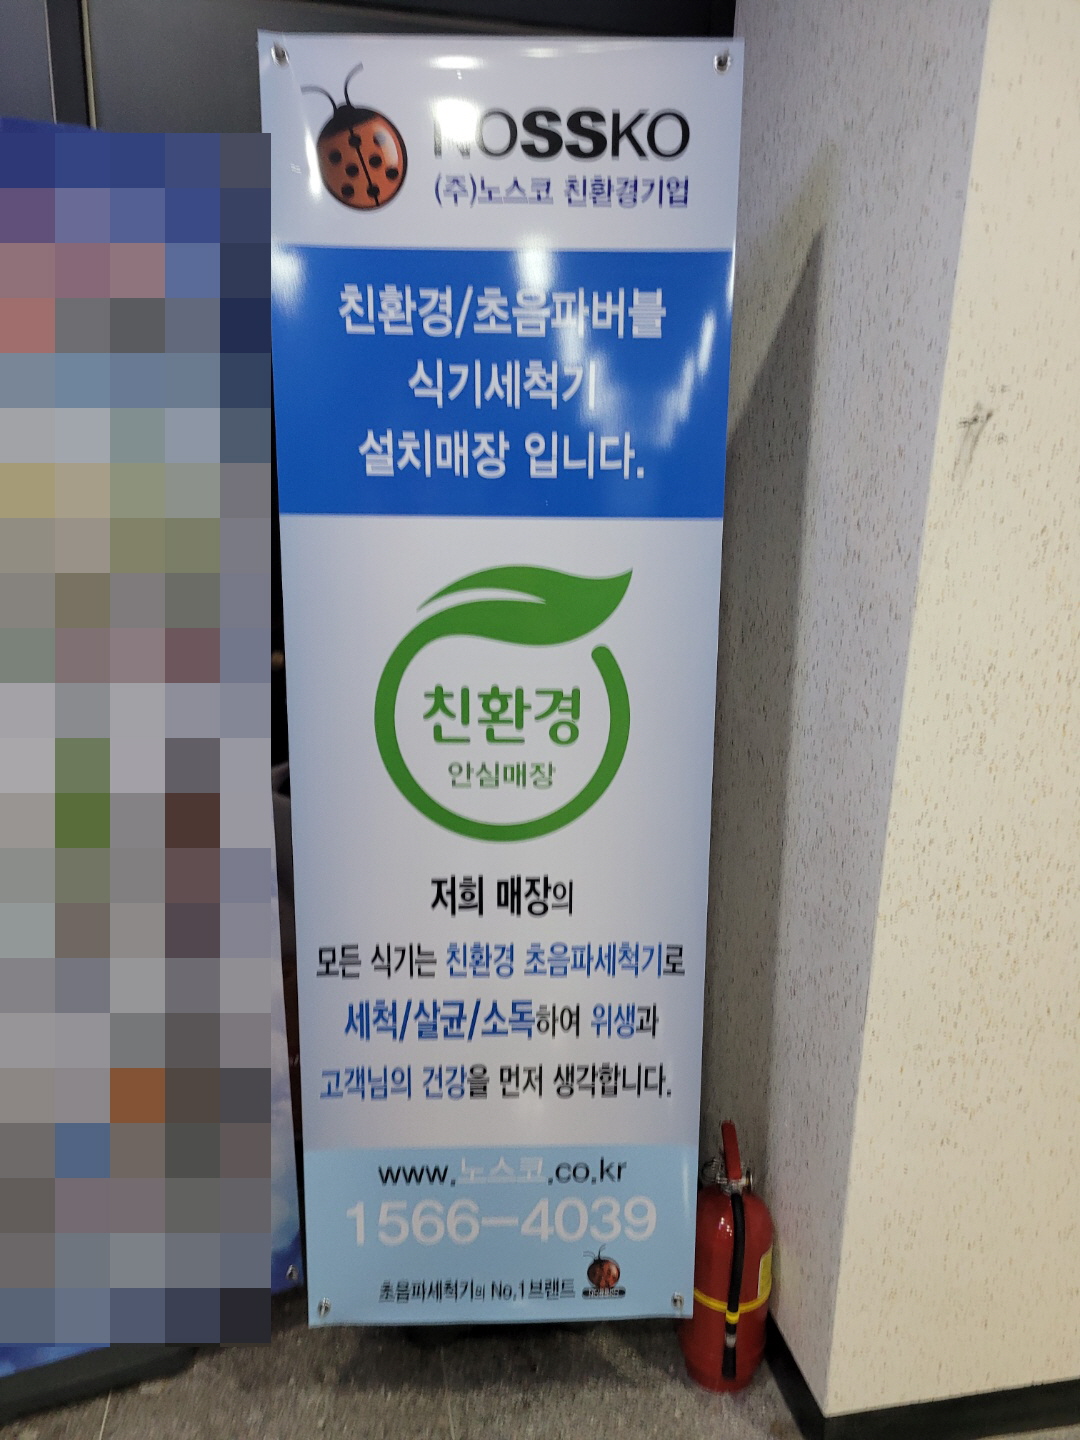 NOSSKO
(주)노스코 친환경기업
친환경/초음파버블
식기세척기
설치매장 입니다.
친환경
안심매장
저희 매장의
모든 식기는 친환경 초음파세척기로
세척/살균/소독하여 위생과
고객님의 건강을 먼저 생각합니다.
www.노스코.co.kr
1566-4039
초음파세척기의 No.1브랜드